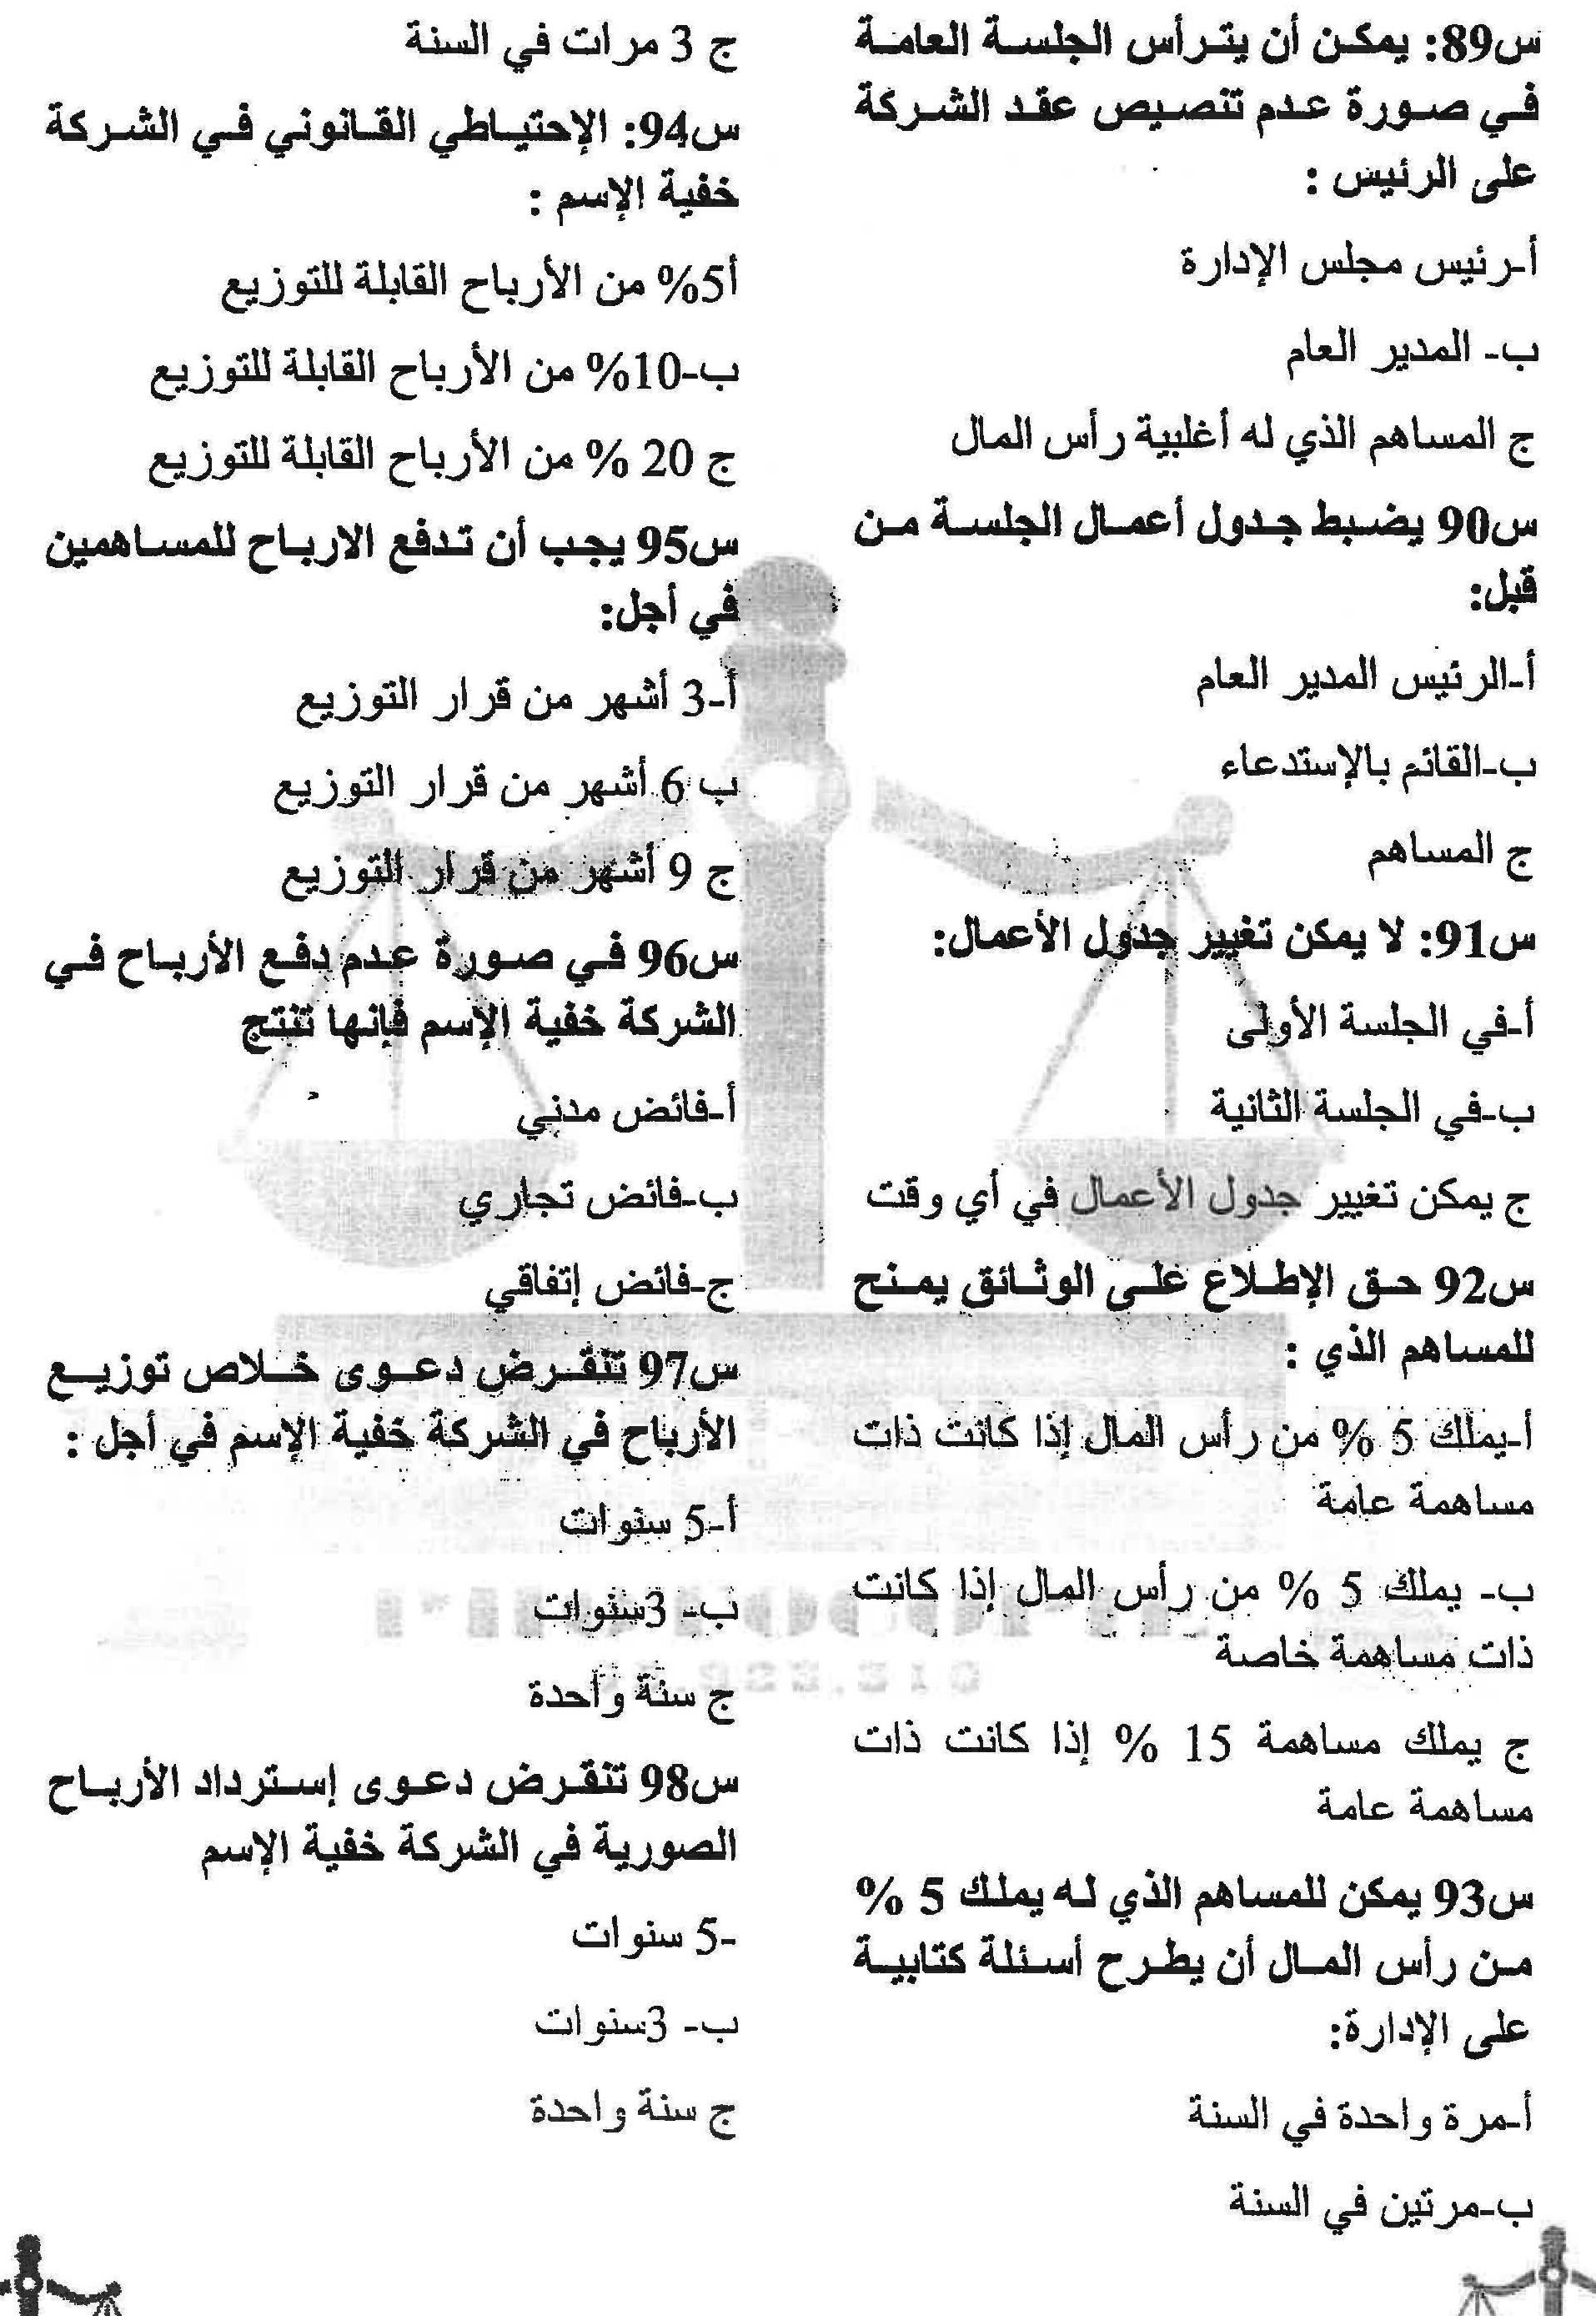 س89: يمكن أن يترأس الجلسة العامة
في صورة عدم تنصيص عقد الشركة
على الرئيس :
أ-رئيس مجلس الإدارة
ب- المدير العام
ج المساهم الذي له أغلبية رأس المال
س90 يضبط جدول أعمال الجلسة من
قبل:
أ-الرئيس المدير العام
ب-القائم بالإستدعاء
ج المساهم
س91: لا يمكن تغيير جدول الأعمال:
أ-في الجلسة الأولى
ب-في الجلسة الثانية
ج يمكن تغيير جدول الأعمال في أي وقت
س92 حق الإطلاع على الوثائق يمنح
للمساهم الذي :
أ-يملك 5 % من رأس المال إذا كانت ذات
مساهمة عامة
ب- يملك 5 % من رأس المال إذا كانت
ذات مساهمة خاصة
ج يملك مساهمة 15 % إذا كانت ذات
مساهمة عامة
س93 يمكن للمساهم الذي له يملك 5 %
من رأس المال أن يطرح أسئلة كتابية
على الإدارة:
أ-مرة واحدة في السنة
ب-مرتين في السنة
ج 3 مرات في السنة
س94: الإحتياطي القانوني في الشركة
خفية الإسم :
أ5% من الأرباح القابلة للتوزيع
ب-10% من الأرباح القابلة للتوزيع
ج 20 % من الأرباح القابلة للتوزيع
س95 يجب أن تدفع الارباح للمساهمين
في أجل:
أ-3 أشهر من قرار التوزيع
ب 6 أشهر من قرار التوزيع
ج 9 أشهر من قرار التوزيع
س96 في صورة عدم دفع الأرباح في
الشركة خفية الإسم فإنها تنتج
أ-فائض مدني
ب-فائض تجاري
ج-فائض إتفاقي
س97 تنقرض دعوى خلاص توزيع
الأرباح في الشركة خفية الإسم في أجل :
أ-5 سنوات
ب- 3سنوات
ج سنة واحدة
س98 تنقرض دعوى إسترداد الأرباح
الصورية في الشركة خفية الإسم
-5 سنوات
ب- 3سنوات
ج سنة واحدة